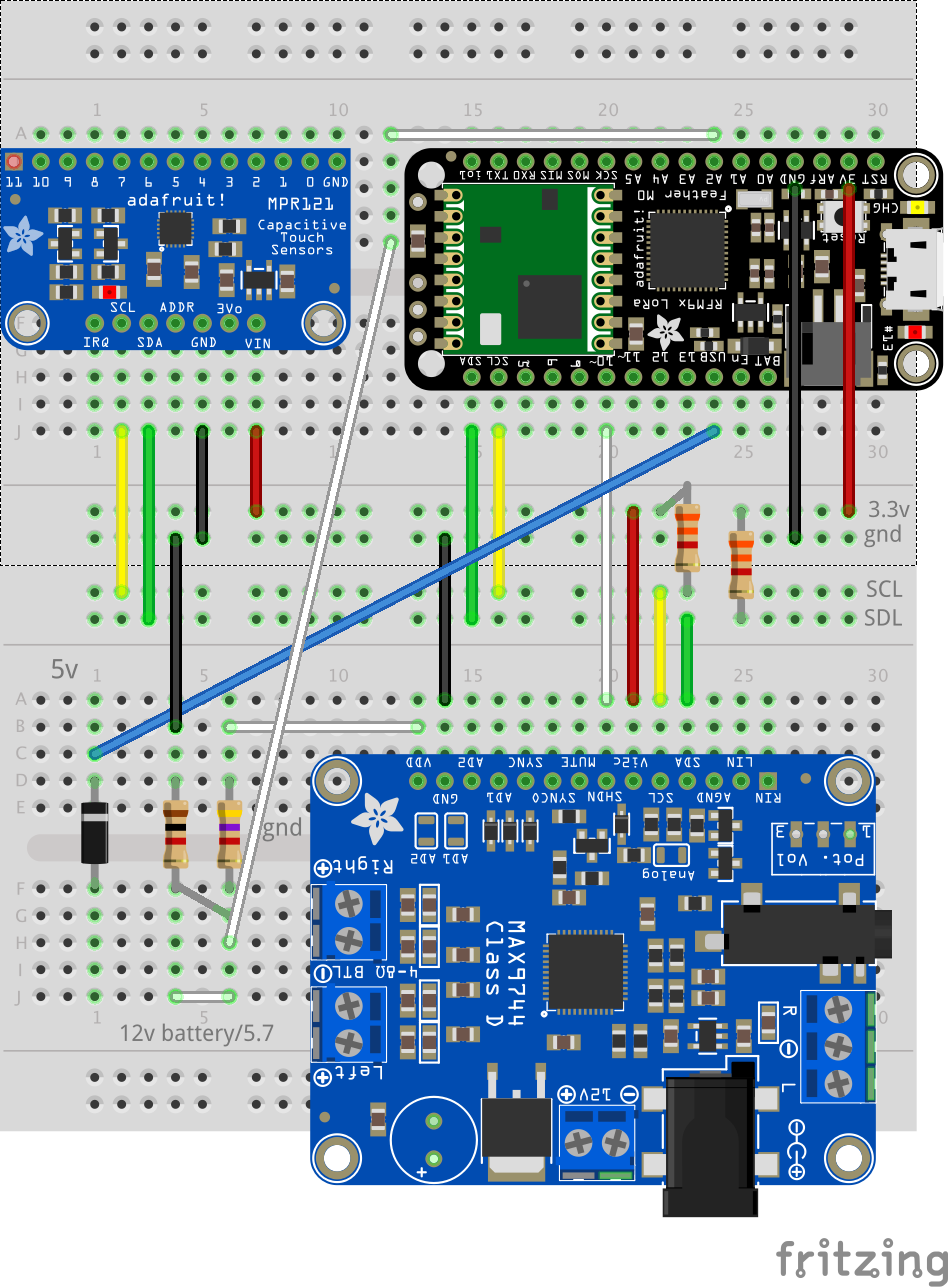 1 5 10 15 20 25 30
A
11 10 9 8 7 6 5 4 3 2 1 0 GND
adafruit!
MPR121
Capacitive
Touch
Sensors
SCL ADDR 3Vo
IRQ SDA GND VIN
io1 TX1 RX0 MIS MOS SCK A5 A4 A3 A2 A1 A0 GND ARf 3V RST
Feather M0
adafruit!
RFM9x LoRa
CHG
Reset
#13
SDA SCL 5 6 9 10~ ~11~ 12 13 USB En BAT
F
G
H
I
J
1 15 20 25 30
3.3v
gnd
SCL
SDL
5v
1 5 10 15 20 25 30
A
B
C
D
E
gnd
F
G
H
I
J
1 5 30
12v battery/5.7
VDD AD2 SYNC MUTE Vi2c SDA LIN
GND AD1 SYNCO SHDN SCL AGND RIN
AD2 AD1
Analog
3 1
Pot. Vol
Right
4-8Ω BTL
Left
MAX9744
Class D
R
L
12V
+
fritzing